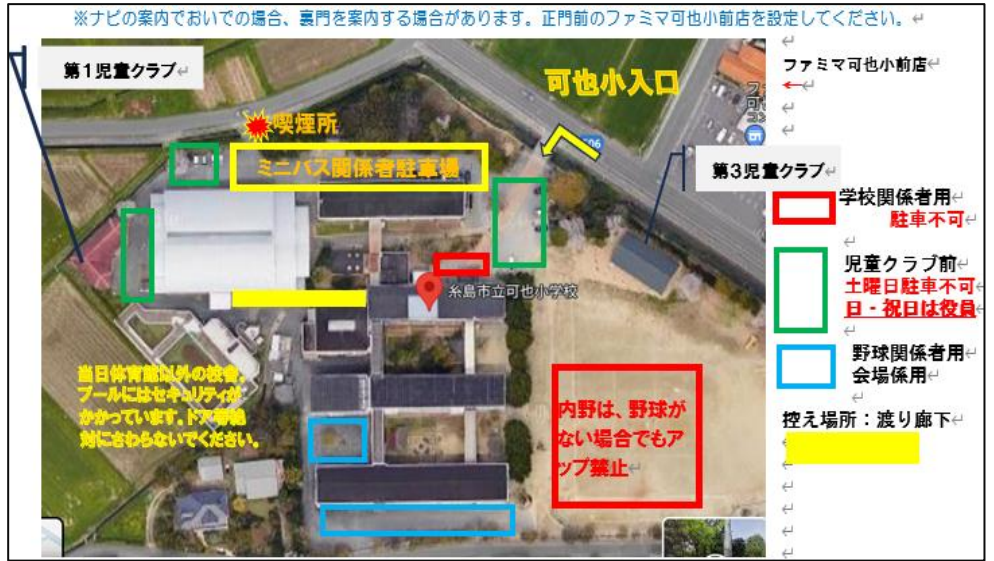 ※ナビの案内でおいでの場合、裏門を案内する場合があります。正門前のファミマ可也小前店を設定してください。
第1児童クラブ
可也小入口
ファミマ可也小前店
喫煙所
ミニバス関係者駐車場
第3児童クラブ
学校関係者用
駐車不可
児童クラブ前
土曜日駐車不可
日・祝日は役員
糸島市立可也小学校
野球関係者用
会場係用
当日体育館以外の校舎、
プールにはセキュリティが
かかっています。ドア等絶
対にさわらないでください。
内野は、野球が
ない場合でもア
ップ禁止
控え場所：渡り廊下